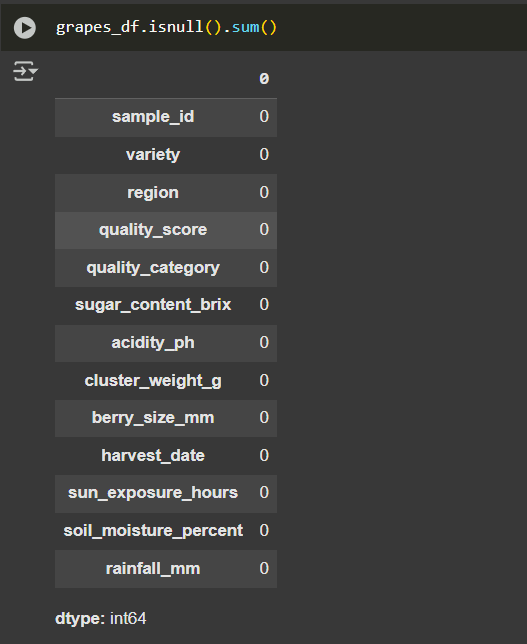 grapes_df.isnull().sum()
0
sample_id 0
variety 0
region 0
quality_score 0
quality_category 0
sugar_content_brix 0
acidity_ph 0
cluster_weight_g 0
berry_size_mm 0
harvest_date 0
sun_exposure_hours 0
soil_moisture_percent 0
rainfall_mm 0
dtype: int64